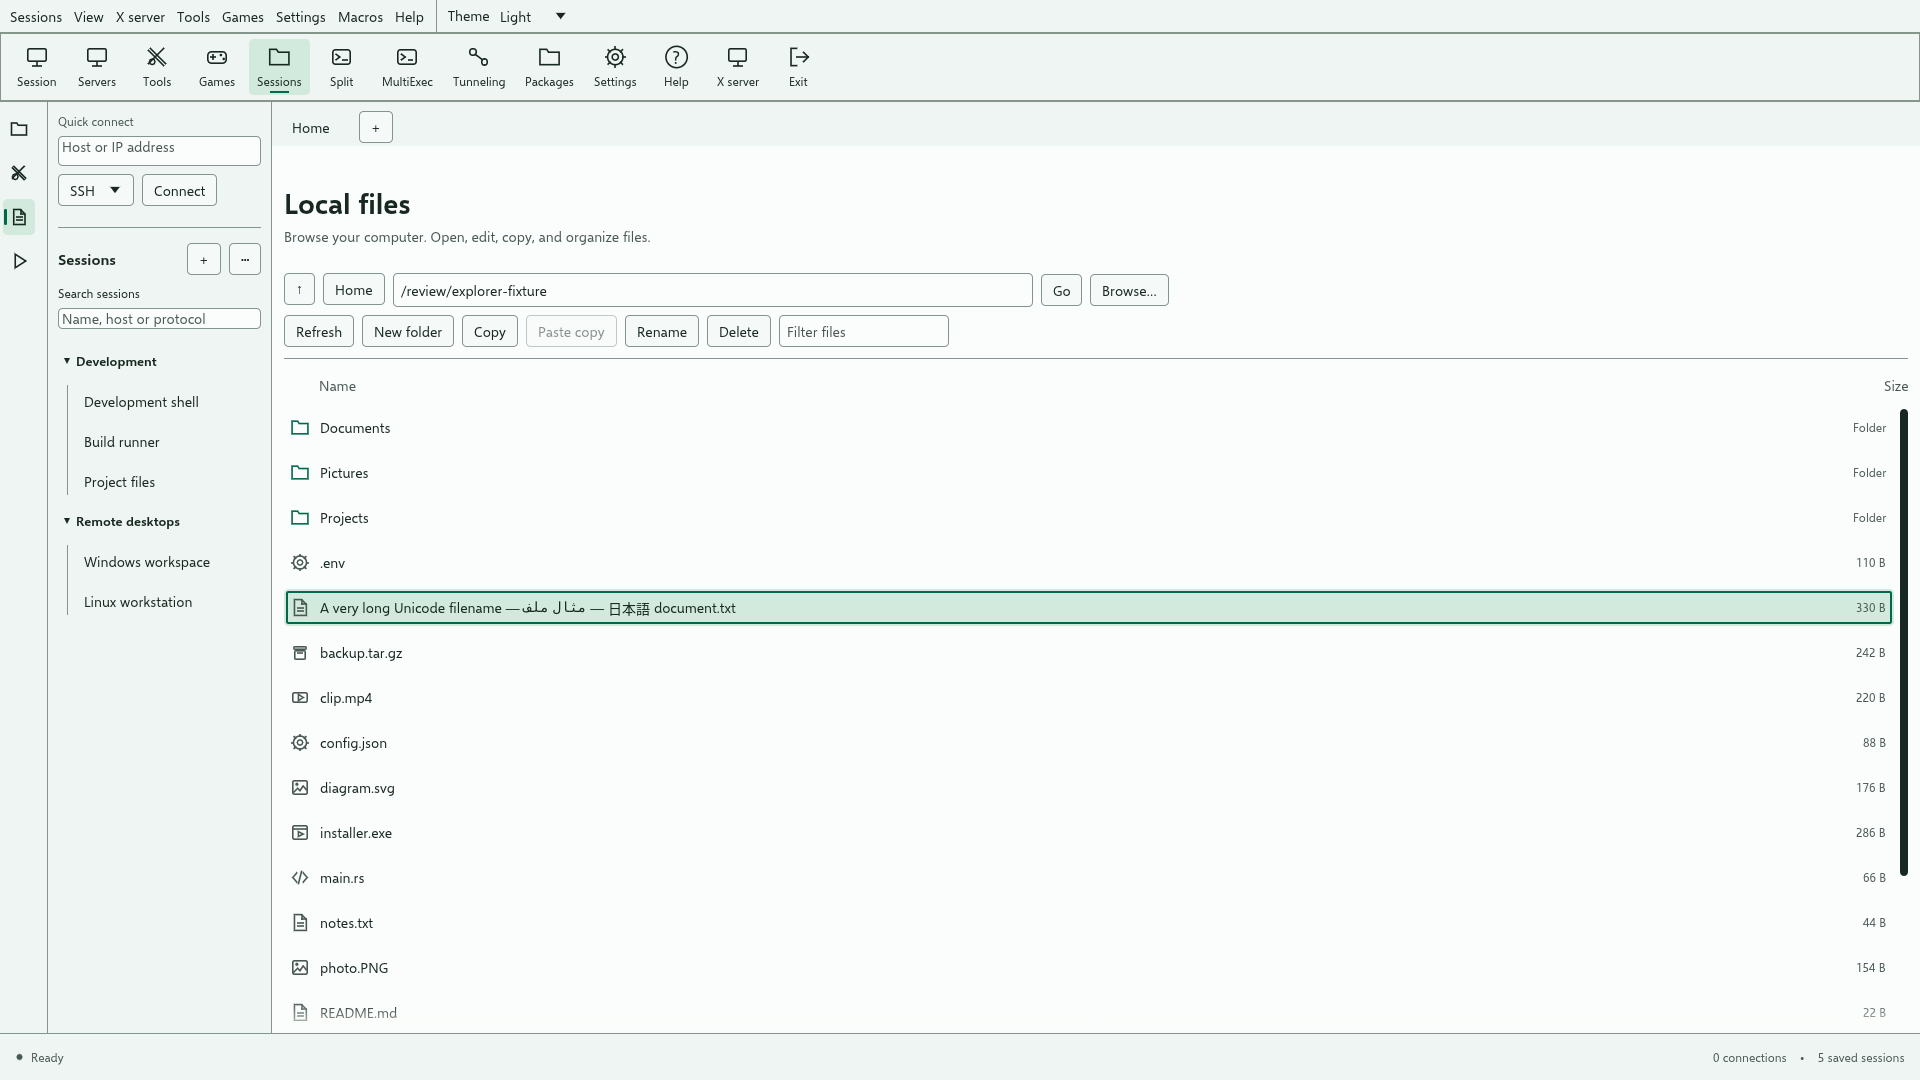 Sessions View X server Tools Games Settings Macros Help Theme Light
Session Servers Tools Games Sessions Split MultiExec Tunneling Packages Settings Help X server Exit
Quick connect
Host or IP address
SSH Connect
Sessions + ...
Search sessions
Name, host or protocol
Development
Development shell
Build runner
Project files
Remote desktops
Windows workspace
Linux workstation
Home +
Local files
Browse your computer. Open, edit, copy, and organize files.
↑ Home /review/explorer-fixture Go Browse...
Refresh New folder Copy Paste copy Rename Delete Filter files
Name Size
Documents Folder
Pictures Folder
Projects Folder
.env 110 B
A very long Unicode filename — مثال ملف — 日本語 document.txt 330 B
backup.tar.gz 242 B
clip.mp4 220 B
config.json 88 B
diagram.svg 176 B
installer.exe 286 B
main.rs 66 B
notes.txt 44 B
photo.PNG 154 B
README.md 22 B
Ready 0 connections • 5 saved sessions